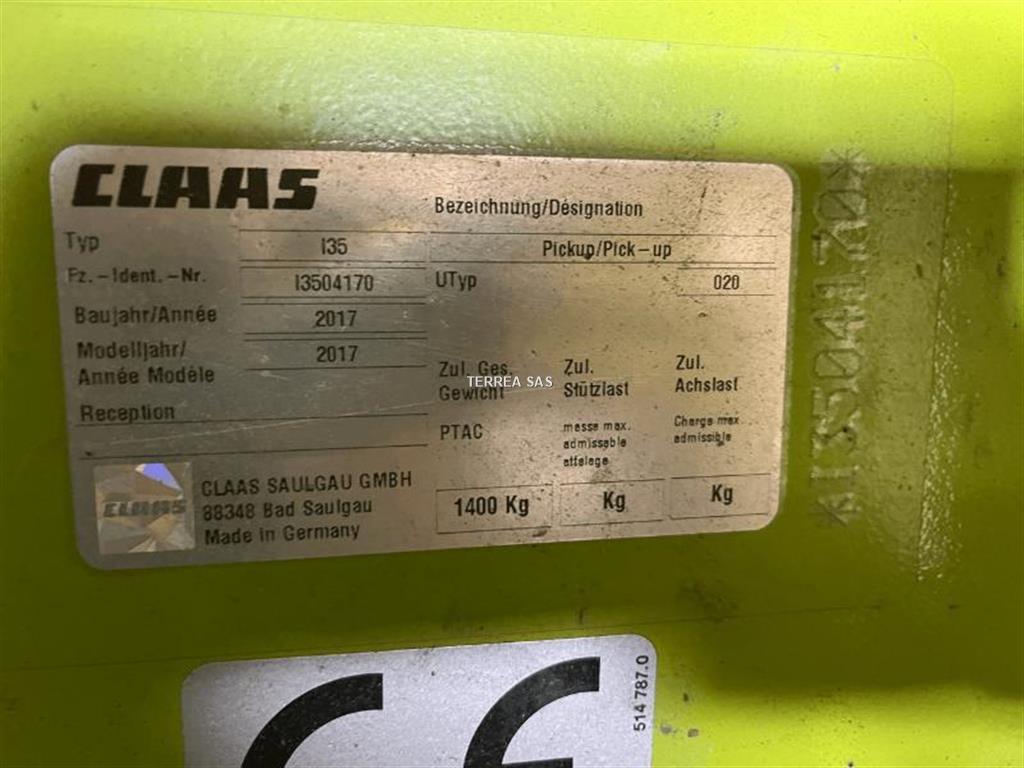 CLAAS
Bezeichnung/Désignation
Typ I35 Pickup/Pick-up
Fz.-Ident.-Nr. I3504170 UTyp 020
Baujahr/Année 2017
Modelljahr/ 2017
Année Modèle
Zul. Ges. Zul. Zul.
Gewicht Stützlast Achslast
TERREA SAS
Reception
PTAC masse max. Charge max
admissable admissible
attelage
CLAAS
CLAAS SAULGAU GMBH
88348 Bad Saulgau
Made in Germany
1400 Kg Kg Kg
*I3504170*
CE
514 787.0